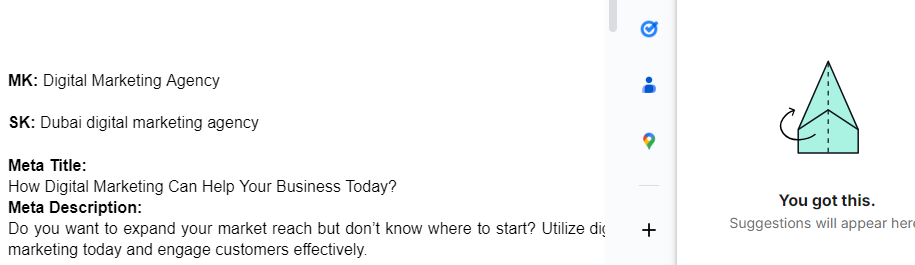 MK: Digital Marketing Agency
SK: Dubai digital marketing agency
Meta Title:
How Digital Marketing Can Help Your Business Today?
Meta Description:
Do you want to expand your market reach but don’t know where to start? Utilize
marketing today and engage customers effectively.
You got this.
Suggestions will appear here